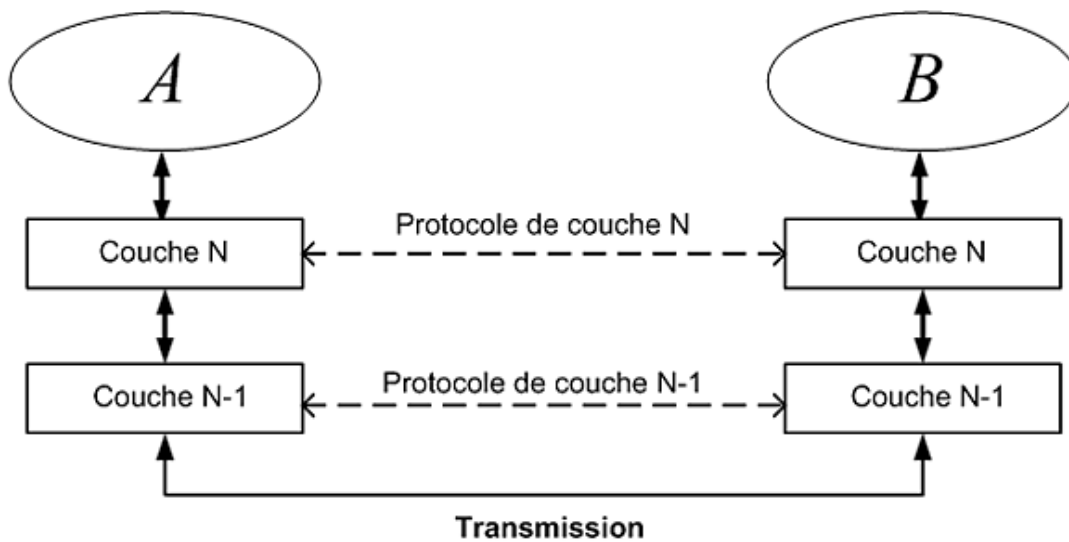 A
B
Protocole de couche N
Couche N
Couche N
Protocole de couche N-1
Couche N-1
Couche N-1
Transmission